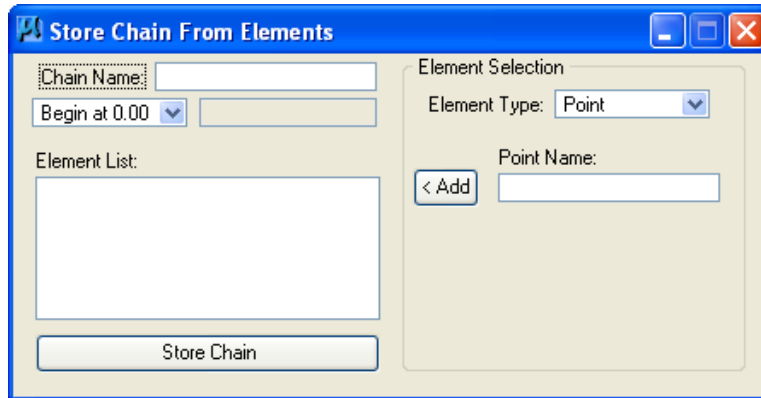 Store Chain From Elements
Chain Name:
Begin at 0.00
Element List:
Store Chain
Element Selection
Element Type: Point
Point Name:
< Add